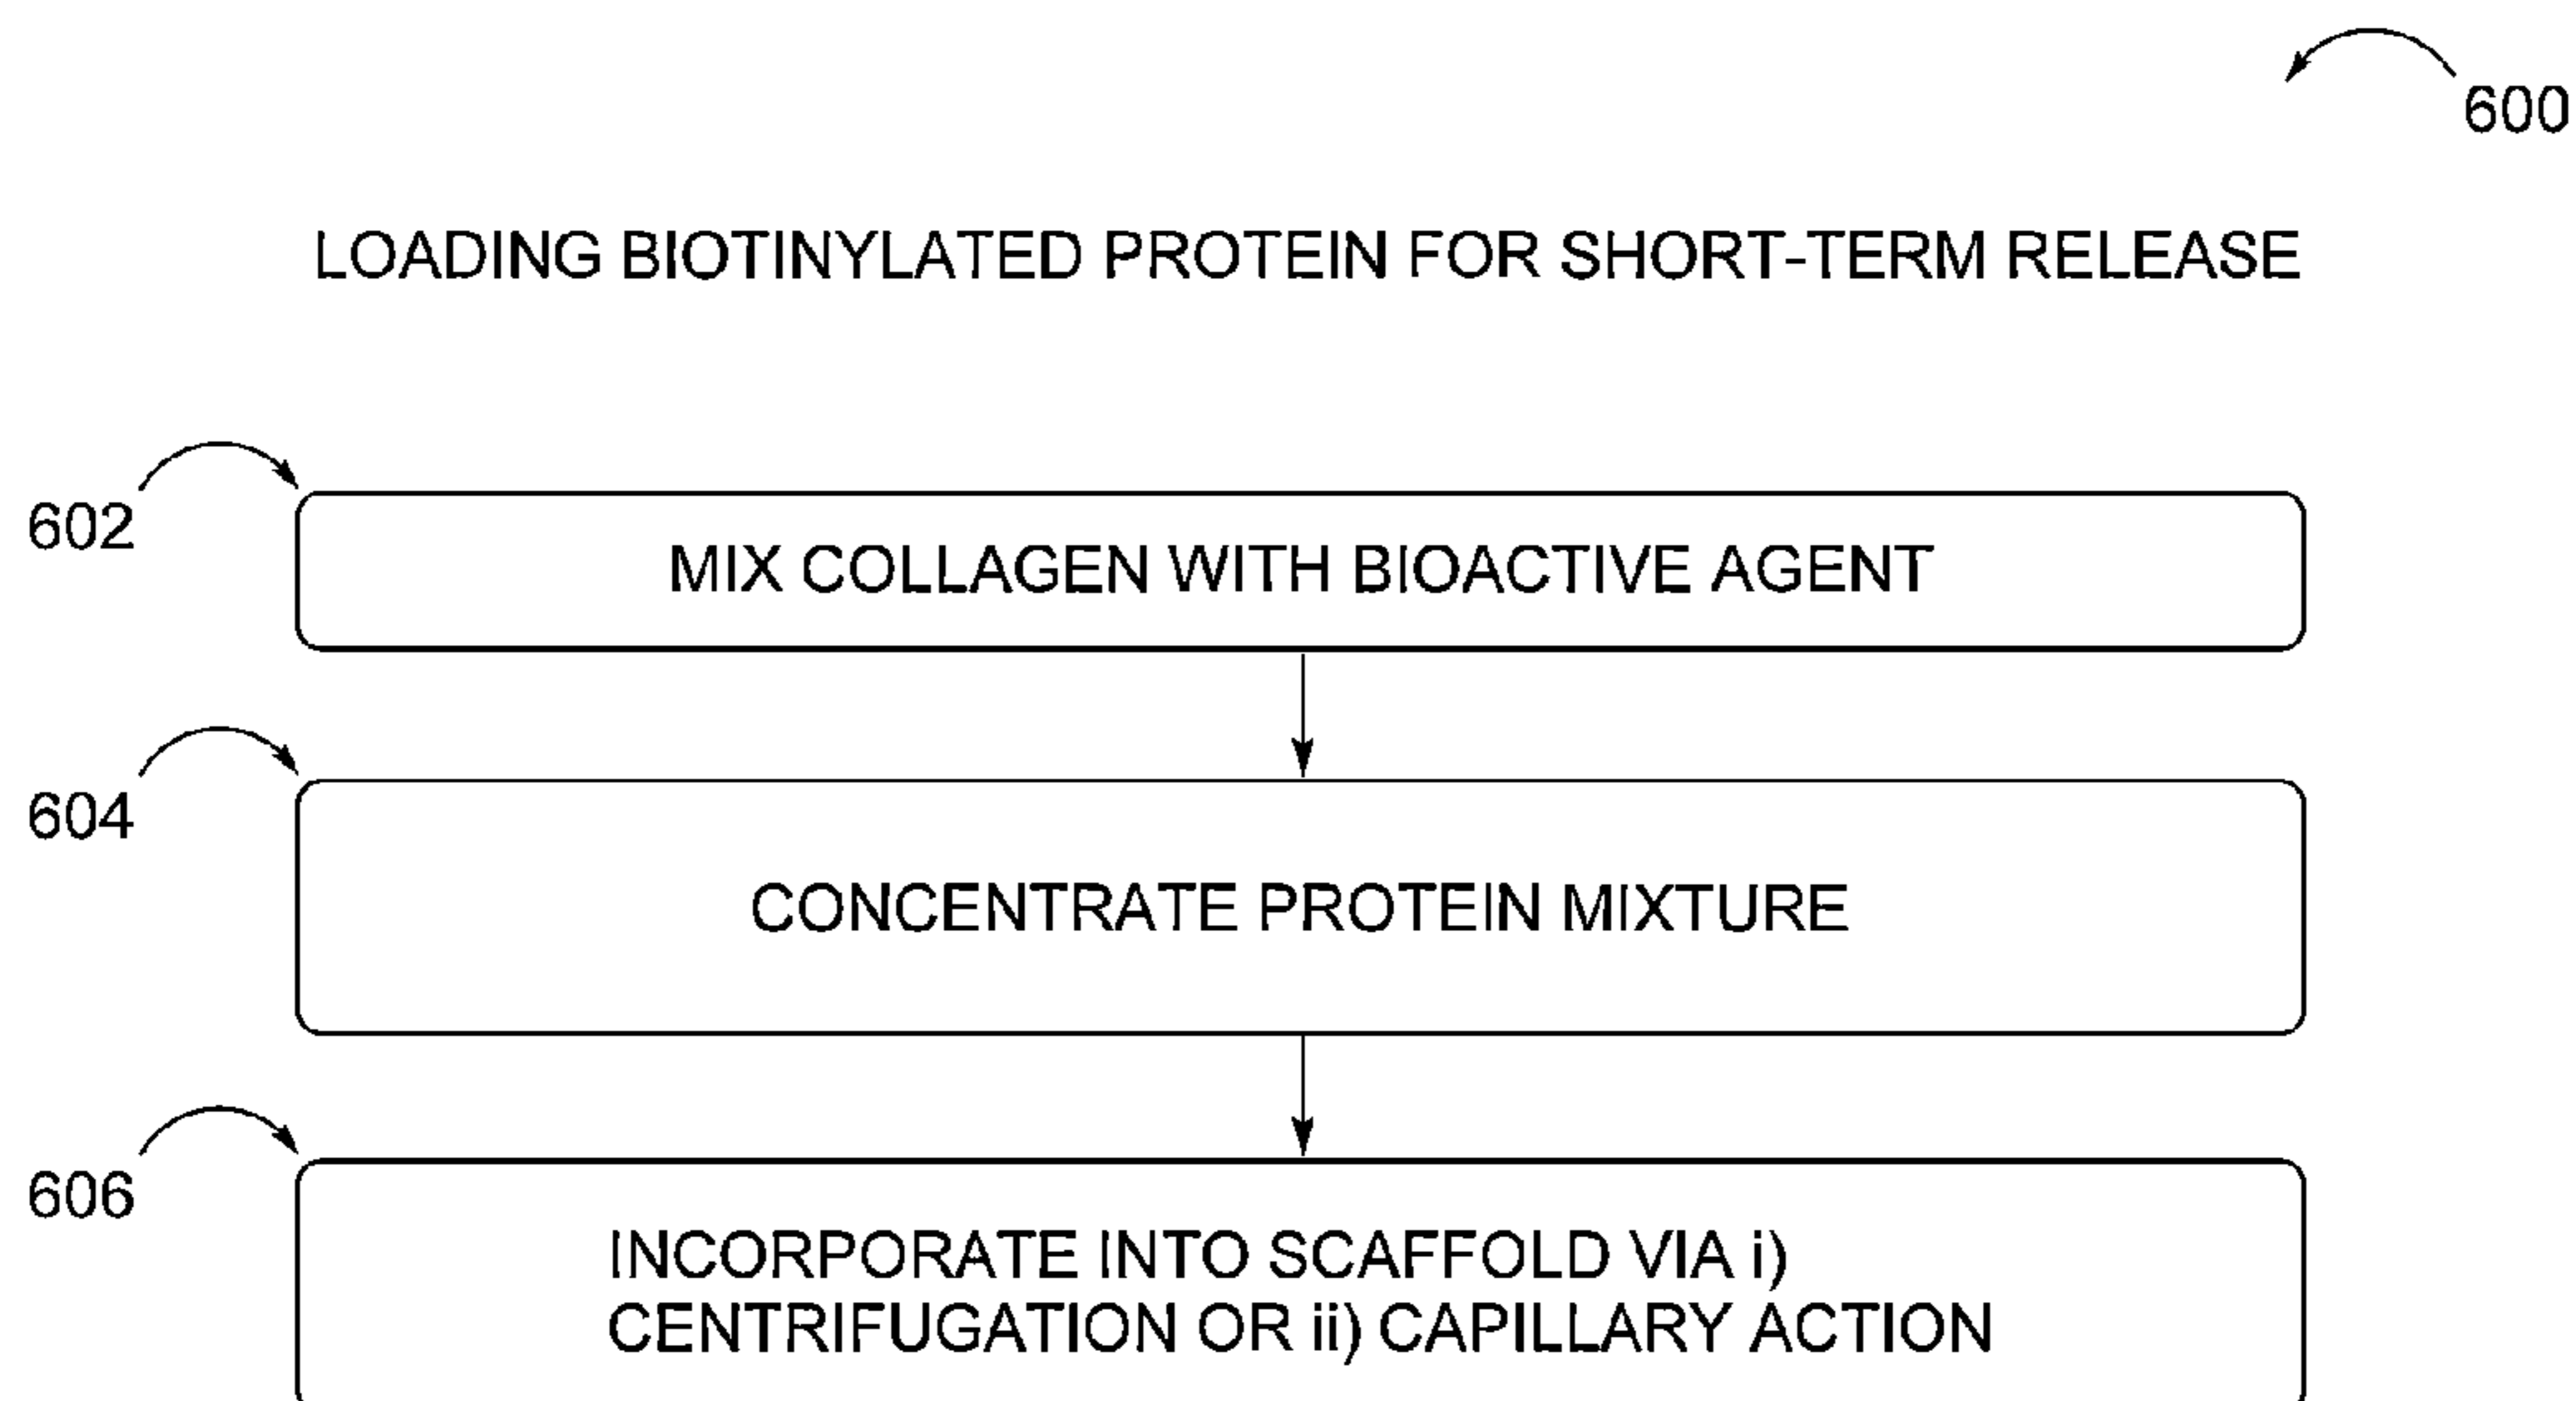 600
LOADING BIOTINYLATED PROTEIN FOR SHORT-TERM RELEASE
602
MIX COLLAGEN WITH BIOACTIVE AGENT
604
CONCENTRATE PROTEIN MIXTURE
606
INCORPORATE INTO SCAFFOLD VIA i)
CENTRIFUGATION OR ii) CAPILLARY ACTION